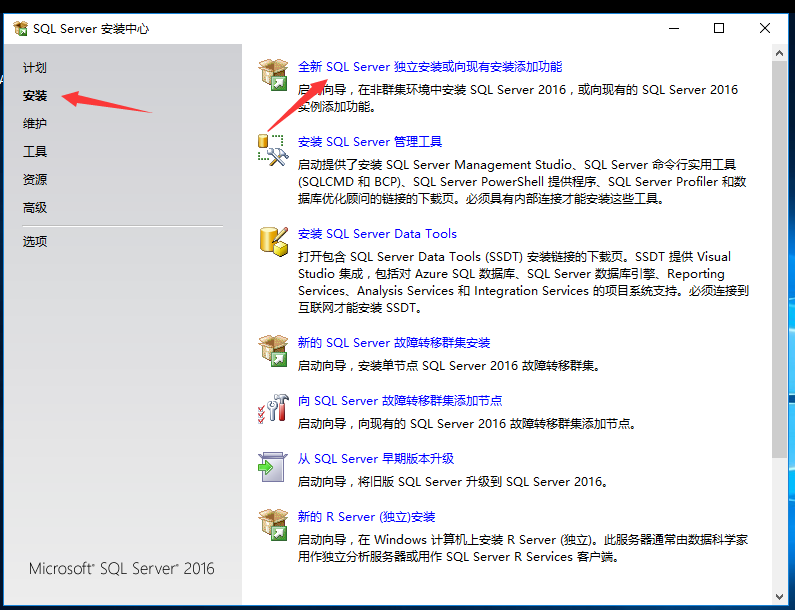 SQL Server 安装中心
计划
安装
维护
工具
资源
高级
选项
Microsoft® SQL Server® 2016
全新 SQL Server 独立安装或向现有安装添加功能
启动向导，在非群集环境中安装 SQL Server 2016，或向现有的 SQL Server 2016
实例添加功能。
安装 SQL Server 管理工具
启动提供了安装 SQL Server Management Studio、SQL Server 命令行实用工具
(SQLCMD 和 BCP)、SQL Server PowerShell 提供程序、SQL Server Profiler 和数
据库优化顾问的链接的下载页。必须具有内部连接才能安装这些工具。
安装 SQL Server Data Tools
打开包含 SQL Server Data Tools (SSDT) 安装链接的下载页。SSDT 提供 Visual
Studio 集成，包括对 Azure SQL 数据库、SQL Server 数据库引擎、Reporting
Services、Analysis Services 和 Integration Services 的项目系统支持。必须连接到
互联网才能安装 SSDT。
新的 SQL Server 故障转移群集安装
启动向导，安装单节点 SQL Server 2016 故障转移群集。
向 SQL Server 故障转移群集添加节点
启动向导，向现有的 SQL Server 2016 故障转移群集添加节点。
从 SQL Server 早期版本升级
启动向导，将旧版 SQL Server 升级到 SQL Server 2016。
新的 R Server (独立)安装
启动向导，在 Windows 计算机上安装 R Server (独立)。此服务器通常由数据科学家
用作独立分析服务器或用作 SQL Server R Services 客户端。